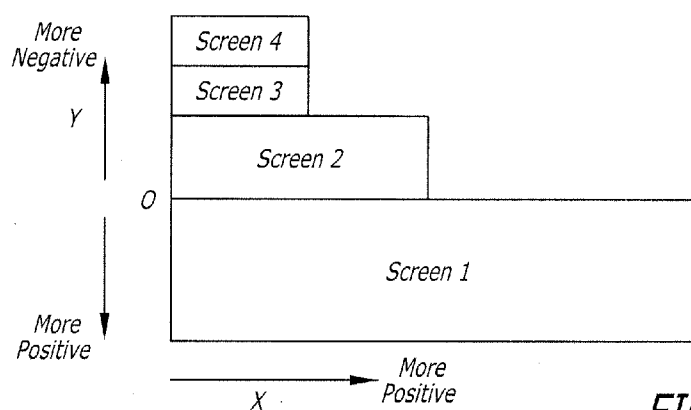 More
Negative
Y
Screen 4
Screen 3
Screen 2
O
Screen 1
More
Positive
X
More
Positive